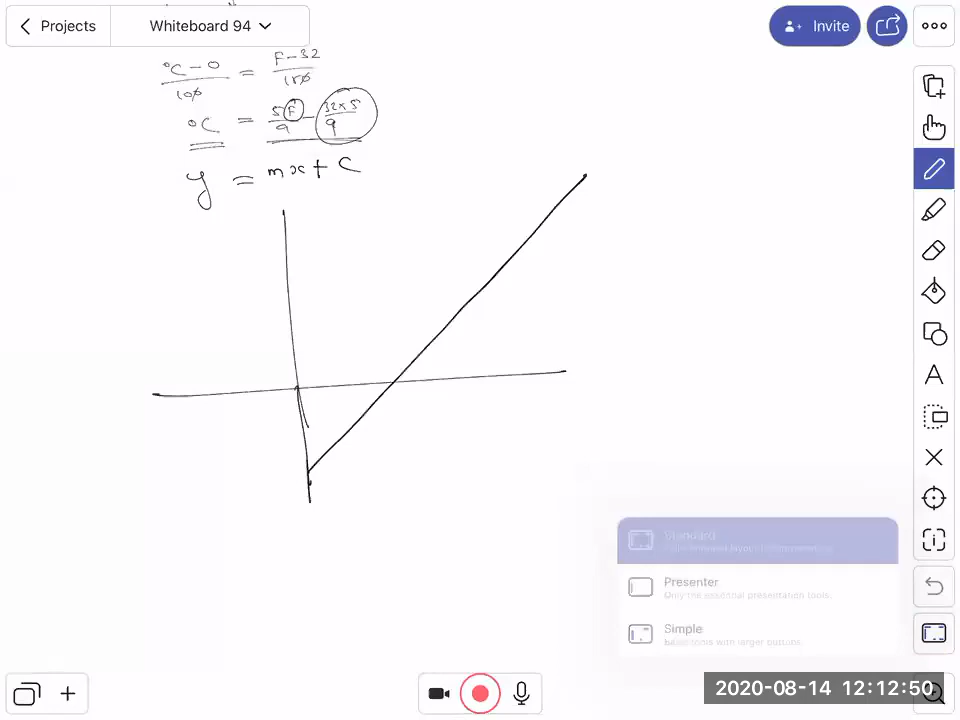 Projects
Whiteboard 94
Invite
°C - 0 / 100 = F - 32 / 180
°C = 5F/9 - 32 × 5/9
y = mx + c
Standard
Presenter
Only the essential presentation tools.
Simple
Basic tools with larger buttons.
2020-08-14 12:12:50